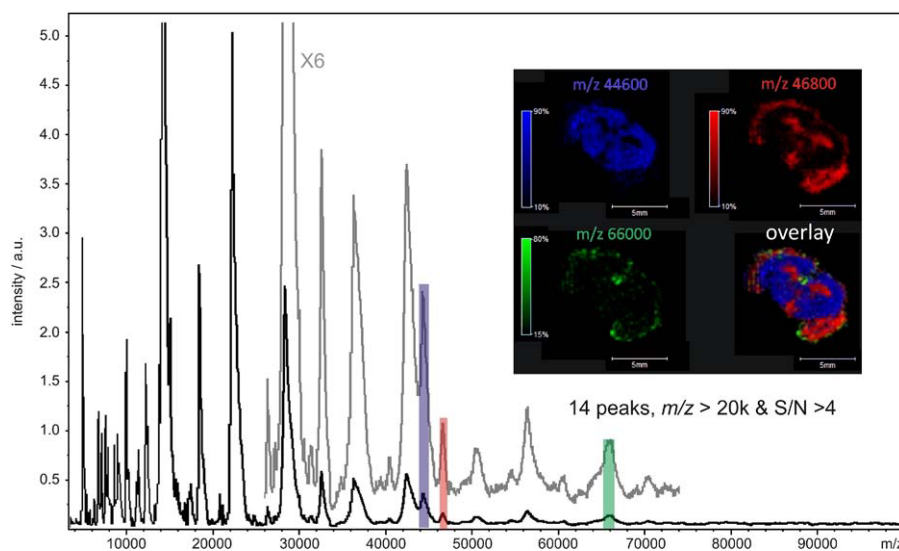 5.0
4.5
4.0
3.5
3.0
2.5
2.0
1.5
1.0
0.5
intensity / a.u.
X6
m/z 44600
90%
10%
5mm
m/z 46800
90%
10%
5mm
m/z 66000
80%
15%
5mm
overlay
5mm
14 peaks, m/z > 20k & S/N >4
10000 20000 30000 40000 50000 60000 70000 80000 90000 m/z